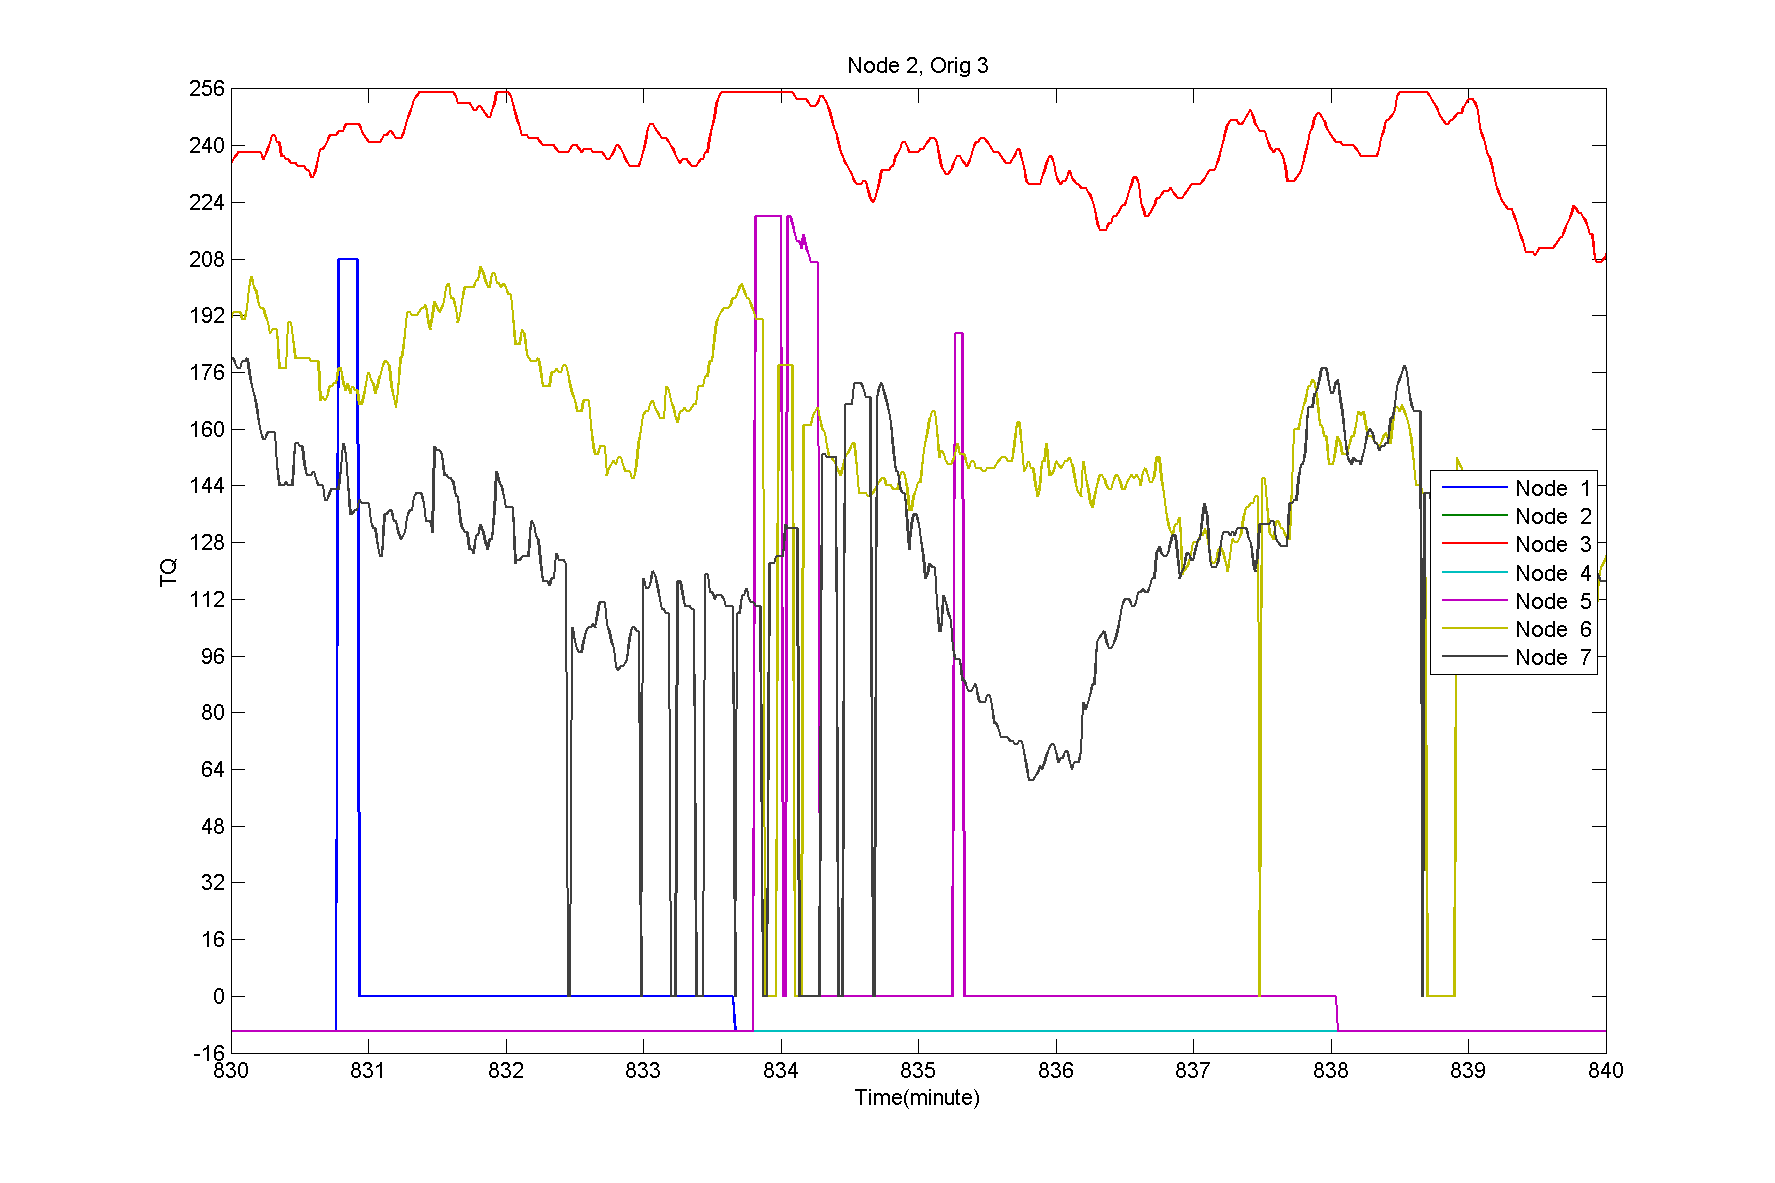 Node 2, Orig 3
256
240
224
208
192
176
160
144
128
112
96
80
64
48
32
16
0
-16
TQ
830 831 832 833 834 835 836 837 838 839 840
Time(minute)
Node 1
Node 2
Node 3
Node 4
Node 5
Node 6
Node 7